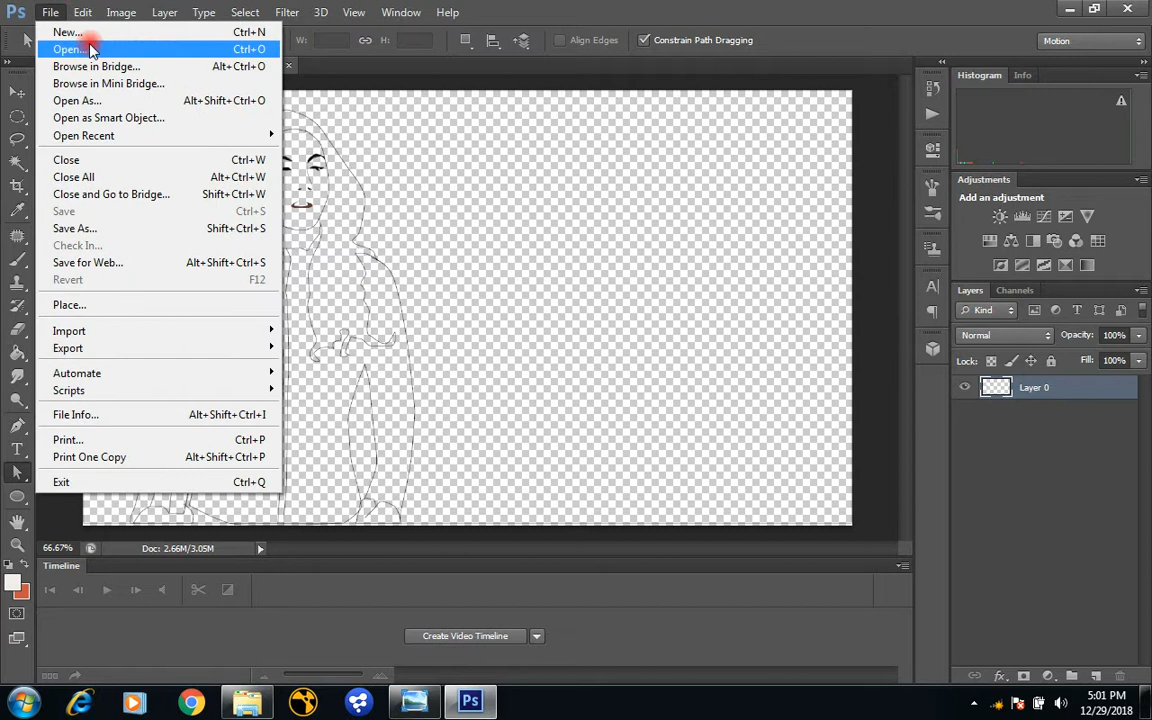 Ps File Edit Image Layer Type Select Filter 3D View Window Help
New... Ctrl+N
Open... Ctrl+O
Browse in Bridge... Alt+Ctrl+O
Browse in Mini Bridge...
Open As... Alt+Shift+Ctrl+O
Open as Smart Object...
Open Recent
Close Ctrl+W
Close All Alt+Ctrl+W
Close and Go to Bridge... Shift+Ctrl+W
Save Ctrl+S
Save As... Shift+Ctrl+S
Check In...
Save for Web... Alt+Shift+Ctrl+S
Revert F12
Place...
Import
Export
Automate
Scripts
File Info... Alt+Shift+Ctrl+I
Print... Ctrl+P
Print One Copy Alt+Shift+Ctrl+P
Exit Ctrl+Q
W: H: Align Edges Constrain Path Dragging Motion
Histogram Info
Adjustments
Add an adjustment
Layers Channels
Kind
Normal Opacity: 100%
Lock: Fill: 100%
Layer 0
66.67% Doc: 2.66M/3.05M
Timeline
Create Video Timeline
Ps
5:01 PM
12/29/2018